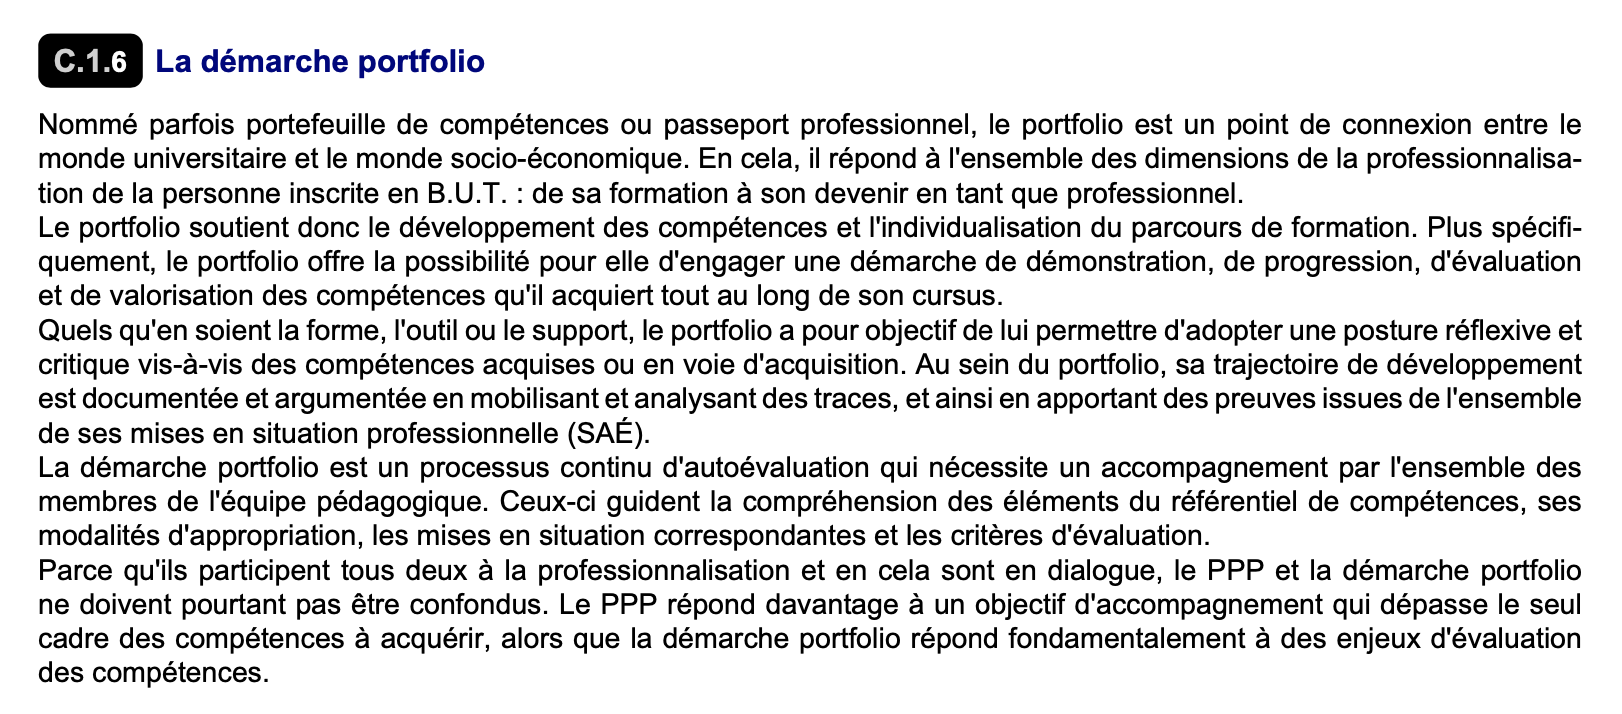 C.1.6 La démarche portfolio
Nommé parfois portefeuille de compétences ou passeport professionnel, le portfolio est un point de connexion entre le
monde universitaire et le monde socio-économique. En cela, il répond à l'ensemble des dimensions de la professionnalisa-
tion de la personne inscrite en B.U.T. : de sa formation à son devenir en tant que professionnel.
Le portfolio soutient donc le développement des compétences et l'individualisation du parcours de formation. Plus spécifi-
quement, le portfolio offre la possibilité pour elle d'engager une démarche de démonstration, de progression, d'évaluation
et de valorisation des compétences qu'il acquiert tout au long de son cursus.
Quels qu'en soient la forme, l'outil ou le support, le portfolio a pour objectif de lui permettre d'adopter une posture réflexive et
critique vis-à-vis des compétences acquises ou en voie d'acquisition. Au sein du portfolio, sa trajectoire de développement
est documentée et argumentée en mobilisant et analysant des traces, et ainsi en apportant des preuves issues de l'ensemble
de ses mises en situation professionnelle (SAÉ).
La démarche portfolio est un processus continu d'autoévaluation qui nécessite un accompagnement par l'ensemble des
membres de l'équipe pédagogique. Ceux-ci guident la compréhension des éléments du référentiel de compétences, ses
modalités d'appropriation, les mises en situation correspondantes et les critères d'évaluation.
Parce qu'ils participent tous deux à la professionnalisation et en cela sont en dialogue, le PPP et la démarche portfolio
ne doivent pourtant pas être confondus. Le PPP répond davantage à un objectif d'accompagnement qui dépasse le seul
cadre des compétences à acquérir, alors que la démarche portfolio répond fondamentalement à des enjeux d'évaluation
des compétences.